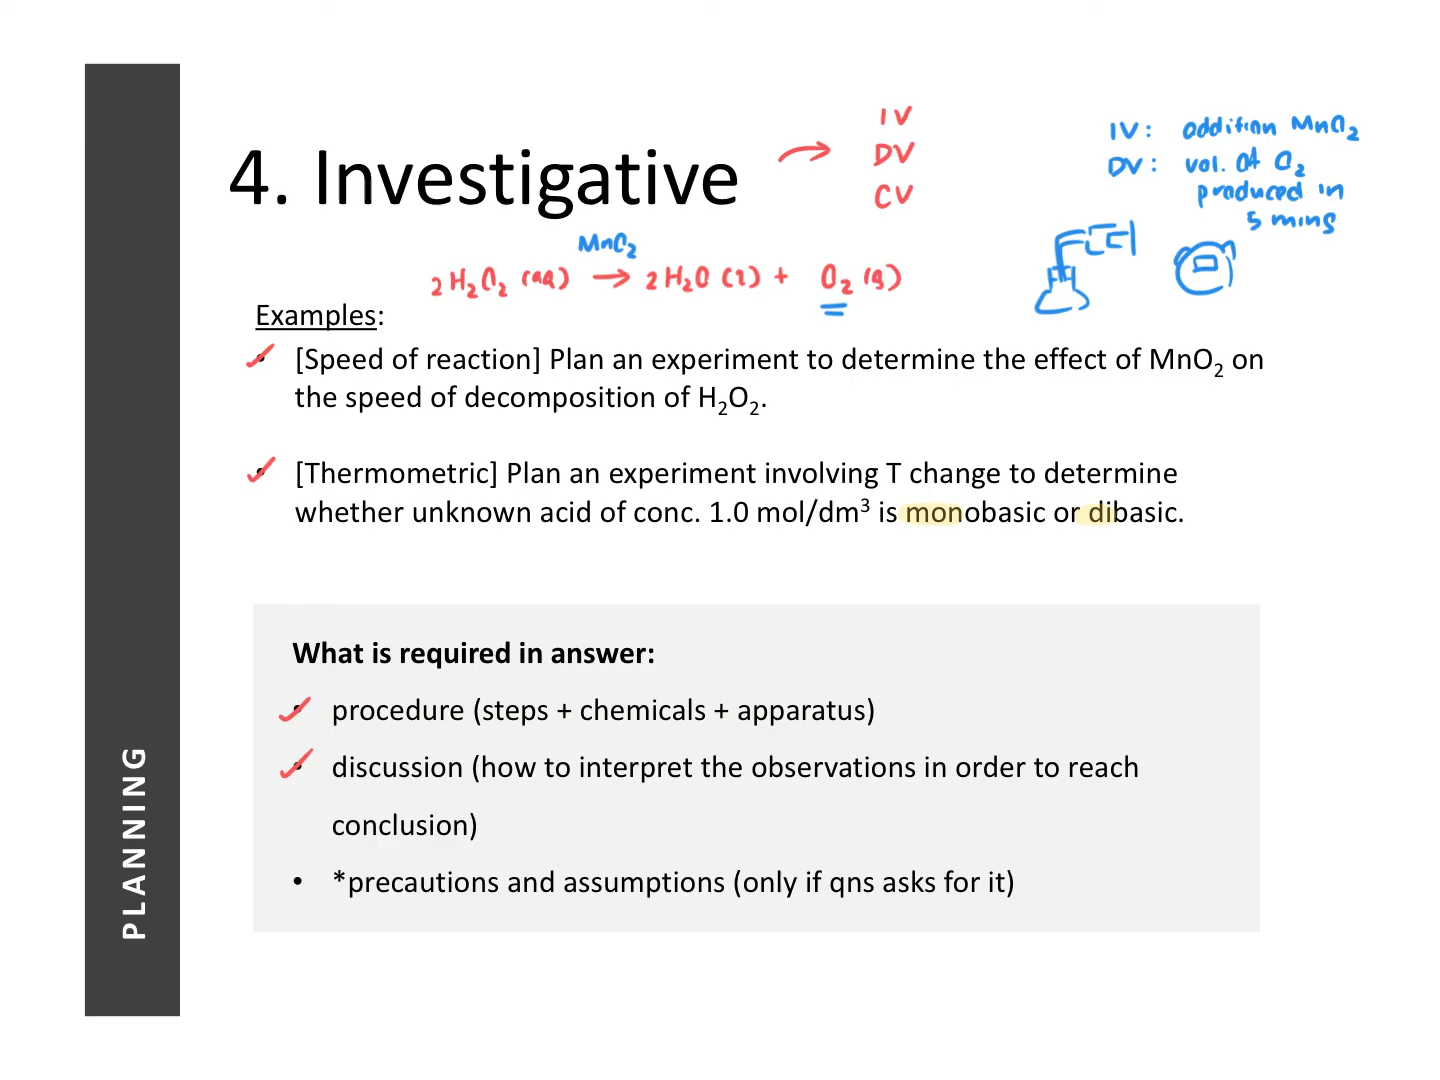 IV
DV
CV
IV: addition MnO2
DV: vol. of O2
produced in
5 mins
4. Investigative
MnO2
2H2O2 (aq) → 2H2O (l) + O2 (g)
Examples:
[Speed of reaction] Plan an experiment to determine the effect of MnO2 on
the speed of decomposition of H2O2.
[Thermometric] Plan an experiment involving T change to determine
whether unknown acid of conc. 1.0 mol/dm³ is monobasic or dibasic.
What is required in answer:
procedure (steps + chemicals + apparatus)
discussion (how to interpret the observations in order to reach
conclusion)
• *precautions and assumptions (only if qns asks for it)
PLANNING